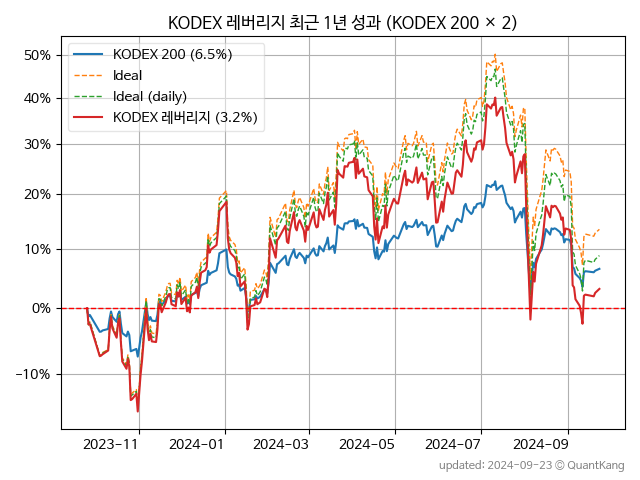 KODEX 레버리지 최근 1년 성과 (KODEX 200 × 2)
50%
40%
30%
20%
10%
0%
−10%
KODEX 200 (6.5%)
Ideal
Ideal (daily)
KODEX 레버리지 (3.2%)
2023-11
2024-01
2024-03
2024-05
2024-07
2024-09
updated: 2024-09-23 © QuantKang